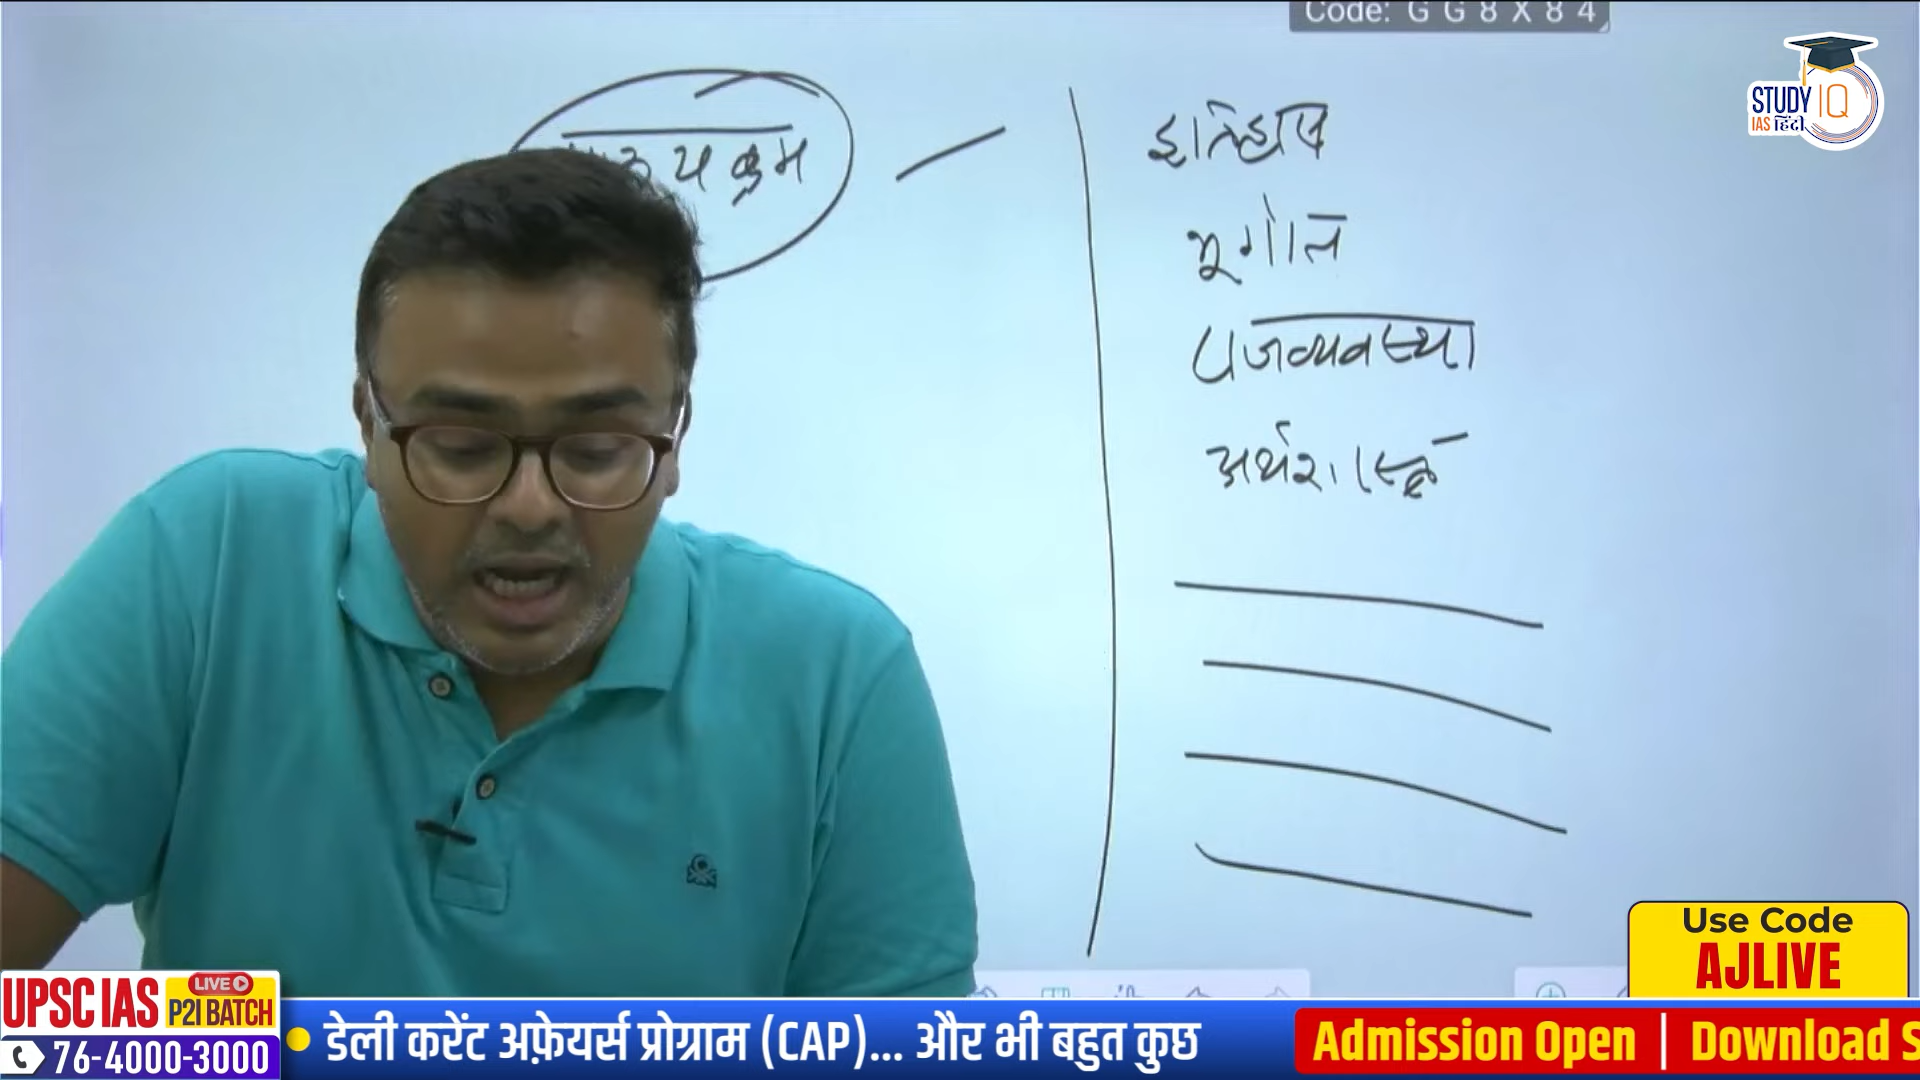 Code: G G 8 X 8 4
STUDY IQ
IAS हिंदी
इतिहास
भूगोल
राजव्यवस्था
अर्थशास्त्र
Use Code
AJLIVE
UPSC IAS LIVE P2I BATCH
76-4000-3000
डेली करेंट अफ़ेयर्स प्रोग्राम (CAP)... और भी बहुत कुछ
Admission Open | Download S